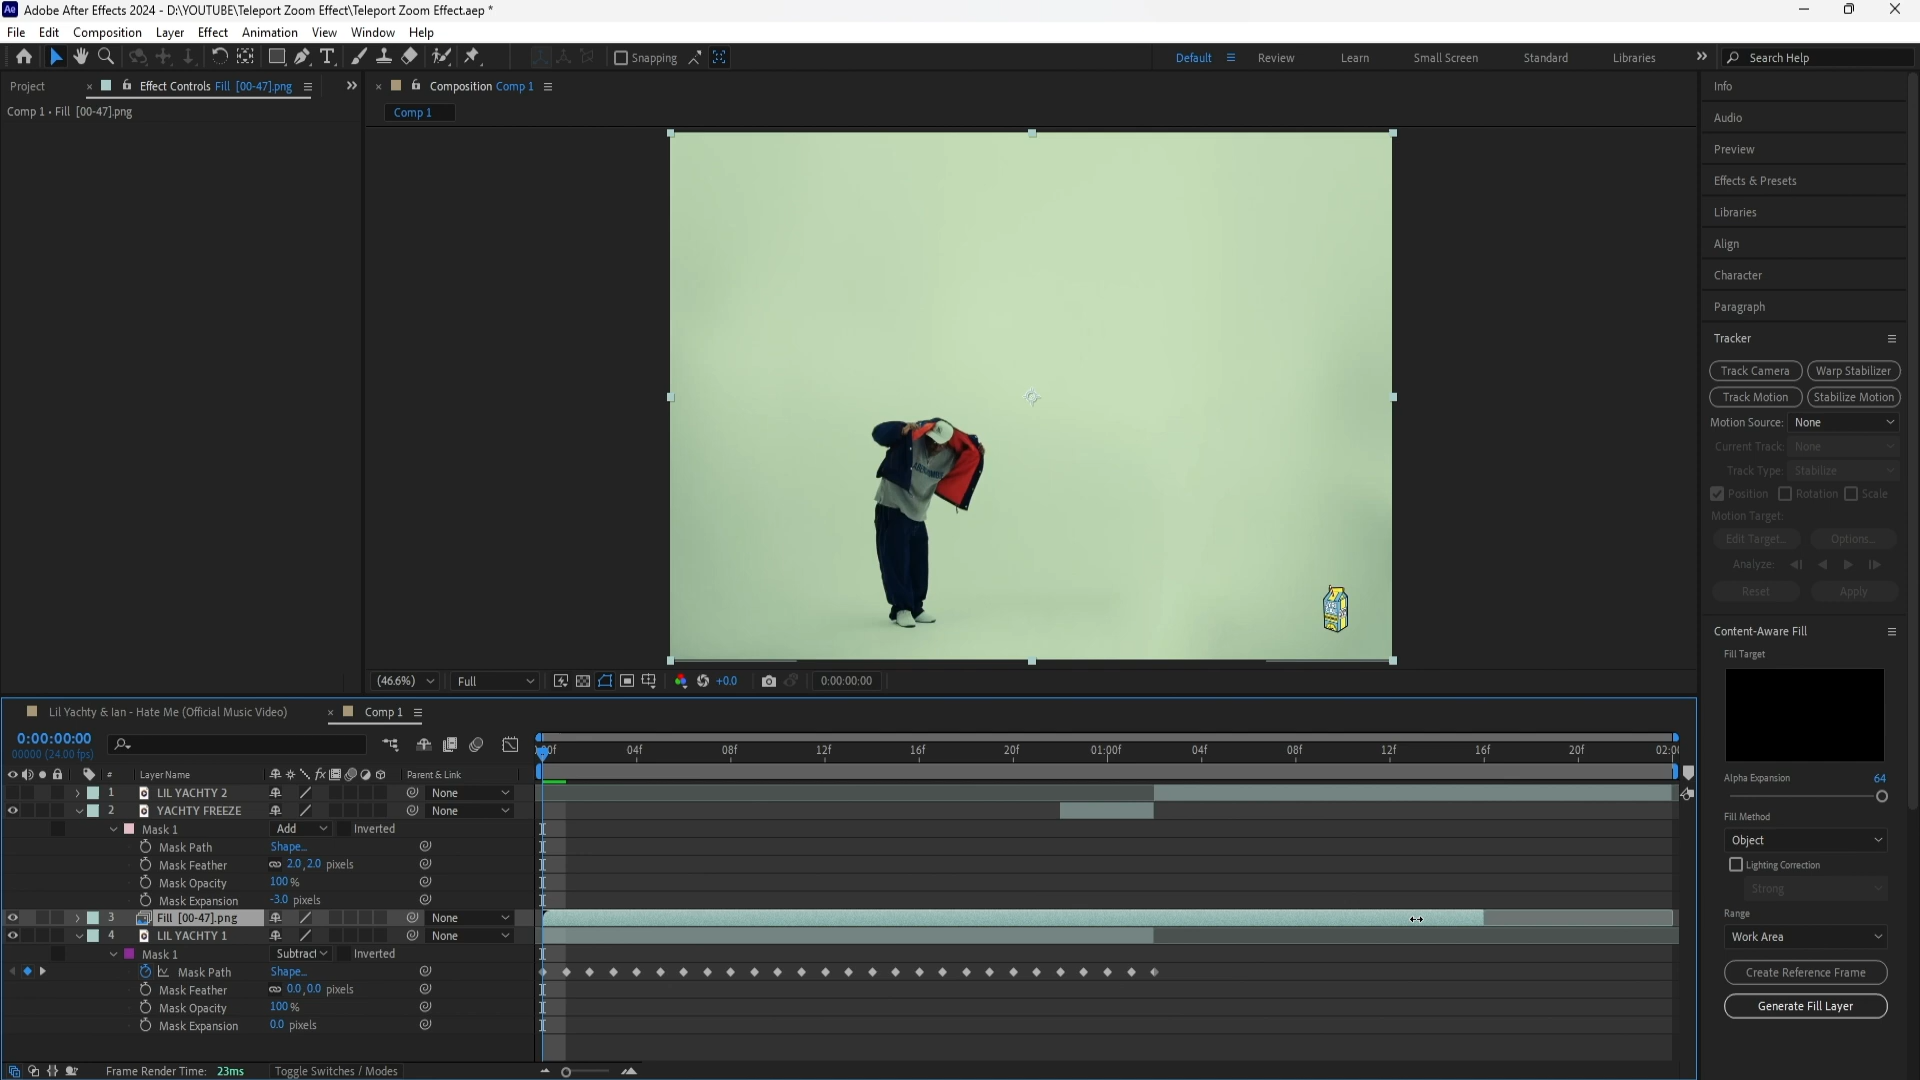 Adobe After Effects 2024 - D:\YOUTUBE\Teleport Zoom Effect\Teleport Zoom Effect.aep *
File Edit Composition Layer Effect Animation View Window Help
Snapping Default Review Learn Small Screen Standard Libraries Search Help
Project Effect Controls Fill [00-47].png Composition Comp 1 Info
Comp 1 • Fill [00-47].png Comp 1
Audio
Preview
Effects & Presets
Libraries
Align
Character
Paragraph
Tracker
Track Camera Warp Stabilizer
Track Motion Stabilize Motion
Motion Source: None
Current Track: None
Track Type: Stabilize
Position Rotation Scale
Motion Target:
Edit Target... Options...
Analyze:
Reset Apply
Content-Aware Fill
Fill Target
(46.6%) Full +0.0 0:00:00:00
Lil Yachty & Ian - Hate Me (Official Music Video) Comp 1
0:00:00:00
00000 (24.00 fps)
04f 08f 12f 16f 20f 01:00f 04f 08f 12f 16f 20f 02:0
# Layer Name Parent & Link
1 LIL YACHTY 2 None
2 YACHTY FREEZE None
Mask 1 Add Inverted
Mask Path Shape...
Mask Feather 2.0,2.0 pixels
Mask Opacity 100 %
Mask Expansion -3.0 pixels
3 Fill [00-47].png None
4 LIL YACHTY 1 None
Mask 1 Subtract Inverted
Mask Path Shape...
Mask Feather 0.0,0.0 pixels
Mask Opacity 100 %
Mask Expansion 0.0 pixels
Alpha Expansion 64
Fill Method
Object
Lighting Correction
Strong
Range
Work Area
Create Reference Frame
Generate Fill Layer
Frame Render Time: 23ms Toggle Switches / Modes